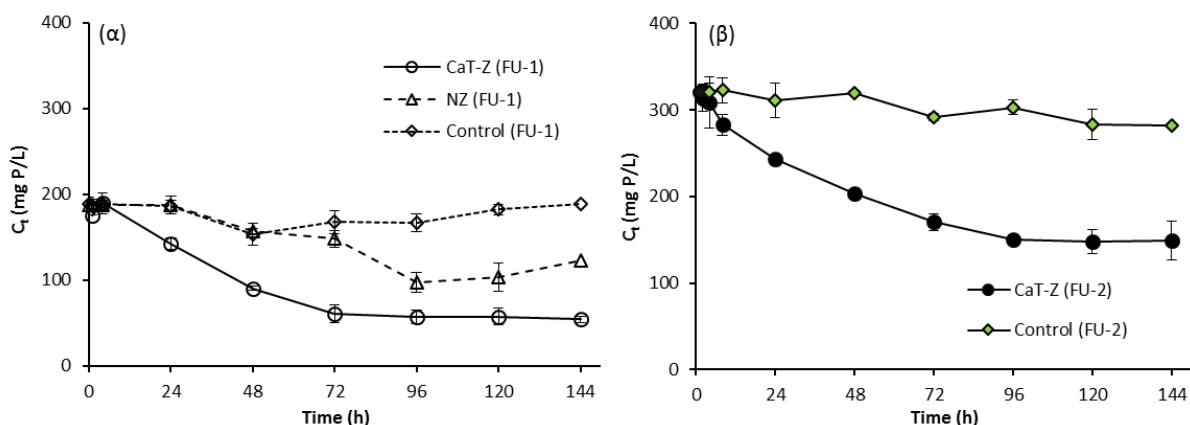 400
(α)
CaT-Z (FU-1)
300
NZ (FU-1)
Control (FU-1)
200
100
0
0 24 48 72 96 120 144
Time (h)
Cₜ (mg P/L)
400
(β)
300
200
100
0
CaT-Z (FU-2)
Control (FU-2)
0 24 48 72 96 120 144
Time (h)
Cₜ (mg P/L)